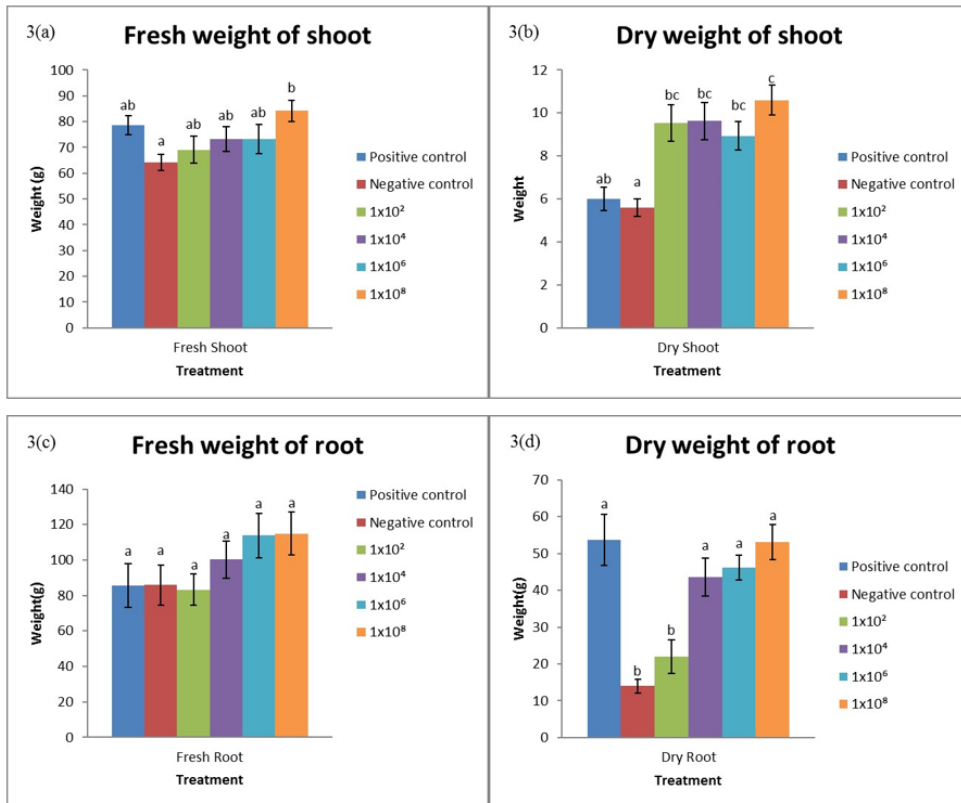 3(a)
Fresh weight of shoot
Weight (g)
100
90
80
70
60
50
40
30
20
10
0
ab
a
ab
ab
ab
b
Positive control
Negative control
1x10²
1x10⁴
1x10⁶
1x10⁸
Fresh Shoot
Treatment
3(b)
Dry weight of shoot
Weight
12
10
8
6
4
2
0
ab
a
bc
bc
bc
c
Positive control
Negative control
1x10²
1x10⁴
1x10⁶
1x10⁸
Dry Shoot
Treatment
3(c)
Fresh weight of root
Weight(g)
140
120
100
80
60
40
20
0
a
a
a
a
a
a
Positive control
Negative control
1x10²
1x10⁴
1x10⁶
1x10⁸
Fresh Root
Treatment
3(d)
Dry weight of root
Weight(g)
70
60
50
40
30
20
10
0
a
b
b
a
a
a
Positive control
Negative control
1x10²
1x10⁴
1x10⁶
1x10⁸
Dry Root
Treatment